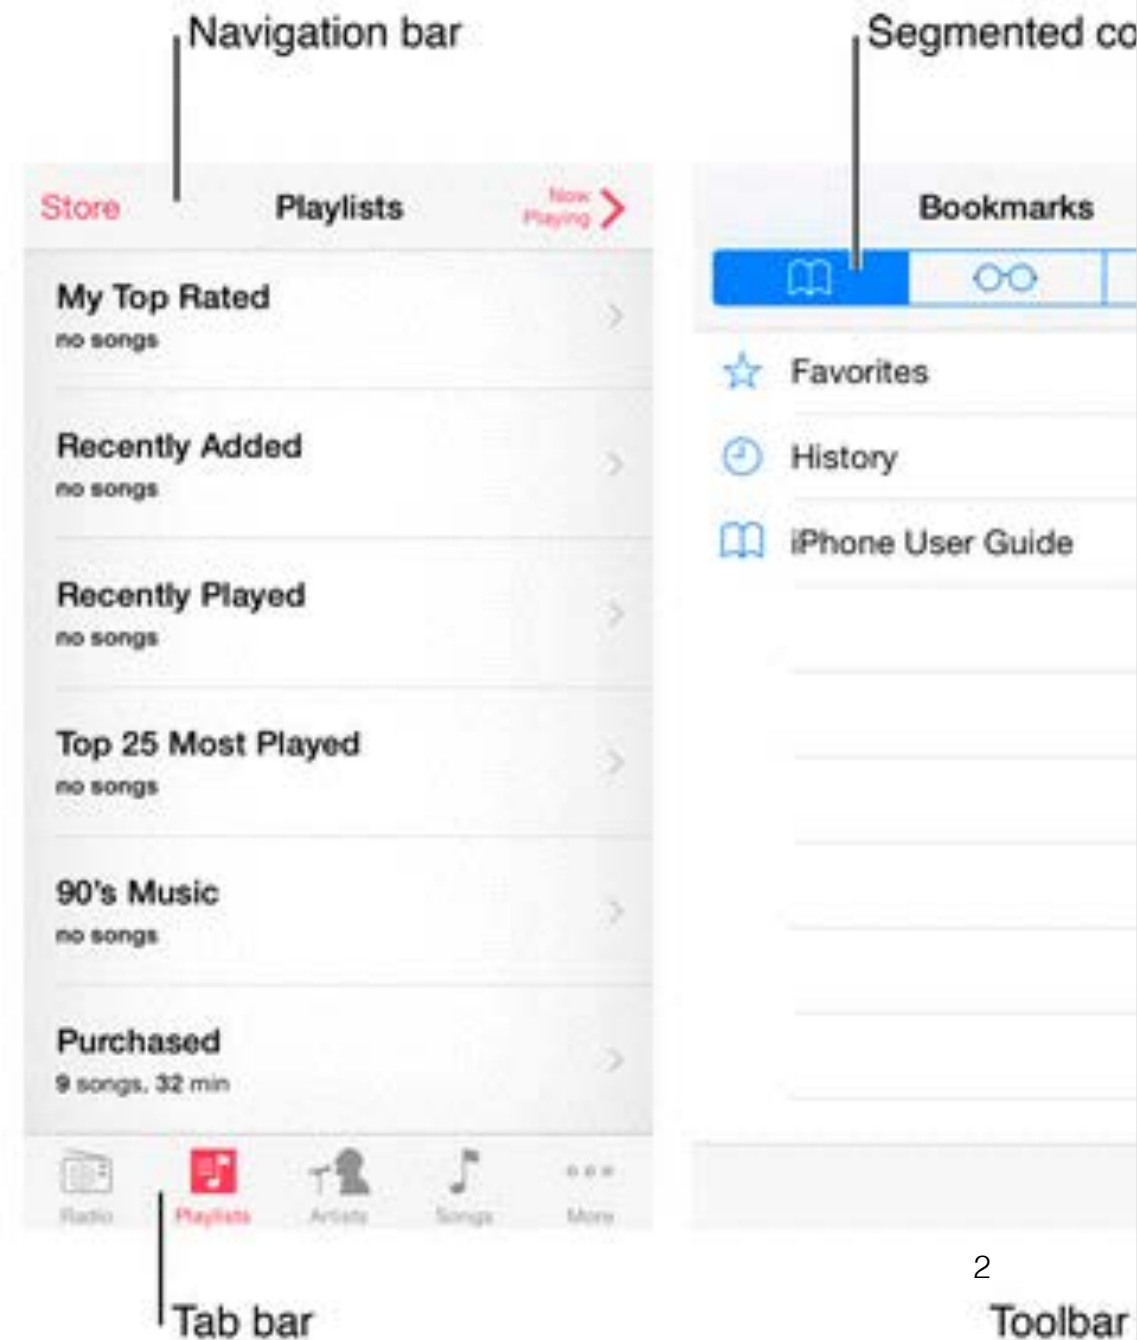 Navigation bar
Segmented co
Store
Playlists
Now
Playing
My Top Rated
no songs
Recently Added
no songs
Recently Played
no songs
Top 25 Most Played
no songs
90's Music
no songs
Purchased
9 songs, 32 min
Radio
Playlists
Artists
Songs
More
Tab bar
Bookmarks
Favorites
History
iPhone User Guide
2
Toolbar